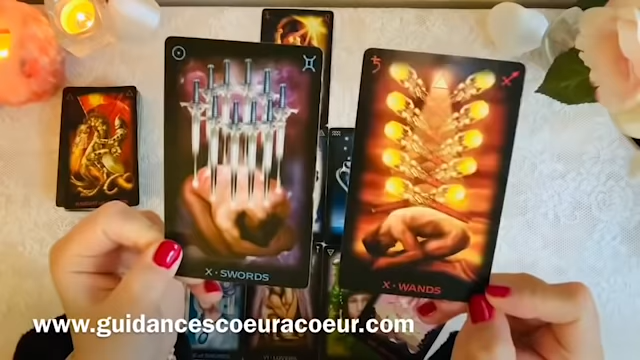 X • SWORDS
X • WANDS
www.guidancescoeuracoeur.com